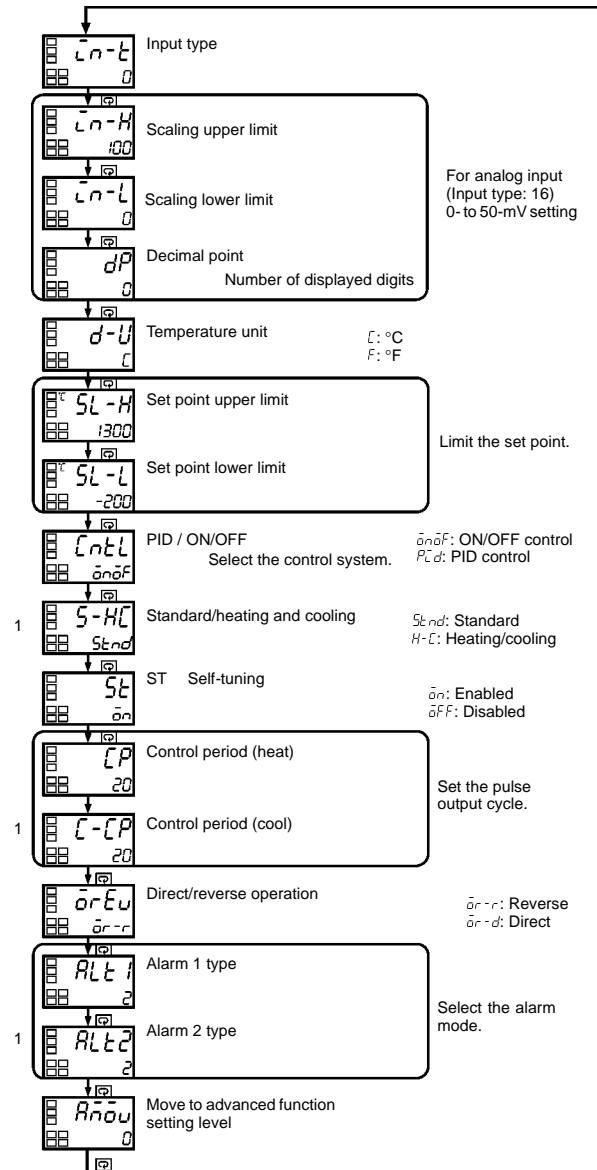 in-t
Input type
0
in-H
Scaling upper limit
100
in-L
Scaling lower limit
0
For analog input
(Input type: 16)
0- to 50-mV setting
dP
Decimal point
Number of displayed digits
0
d-U
Temperature unit
C
C: °C
F: °F
°C
SL-H
Set point upper limit
1300
Limit the set point.
°C
SL-L
Set point lower limit
-200
CntL
PID / ON/OFF
Select the control system.
onoF
onoF: ON/OFF control
Pid: PID control
1
S-HC
Standard/heating and cooling
Stnd
Stnd: Standard
H-C: Heating/cooling
St
ST Self-tuning
on
on: Enabled
oFF: Disabled
CP
Control period (heat)
20
Set the pulse
output cycle.
1
C-CP
Control period (cool)
20
orEv
Direct/reverse operation
or-r
or-r: Reverse
or-d: Direct
ALt1
Alarm 1 type
2
Select the alarm
mode.
1
ALt2
Alarm 2 type
2
Amov
Move to advanced function
setting level
0